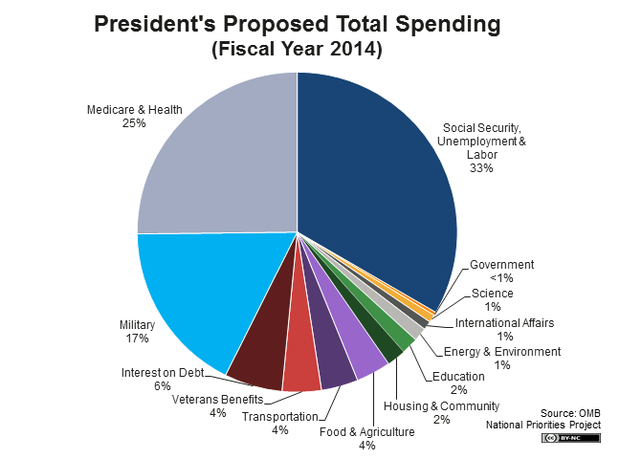 President's Proposed Total Spending
(Fiscal Year 2014)
Medicare & Health
25%
Social Security,
Unemployment &
Labor
33%
Government
<1%
Science
1%
International Affairs
1%
Energy & Environment
1%
Education
2%
Housing & Community
2%
Food & Agriculture
4%
Transportation
4%
Veterans Benefits
4%
Interest on Debt
6%
Military
17%
Source: OMB
National Priorities Project
cc BY-NC